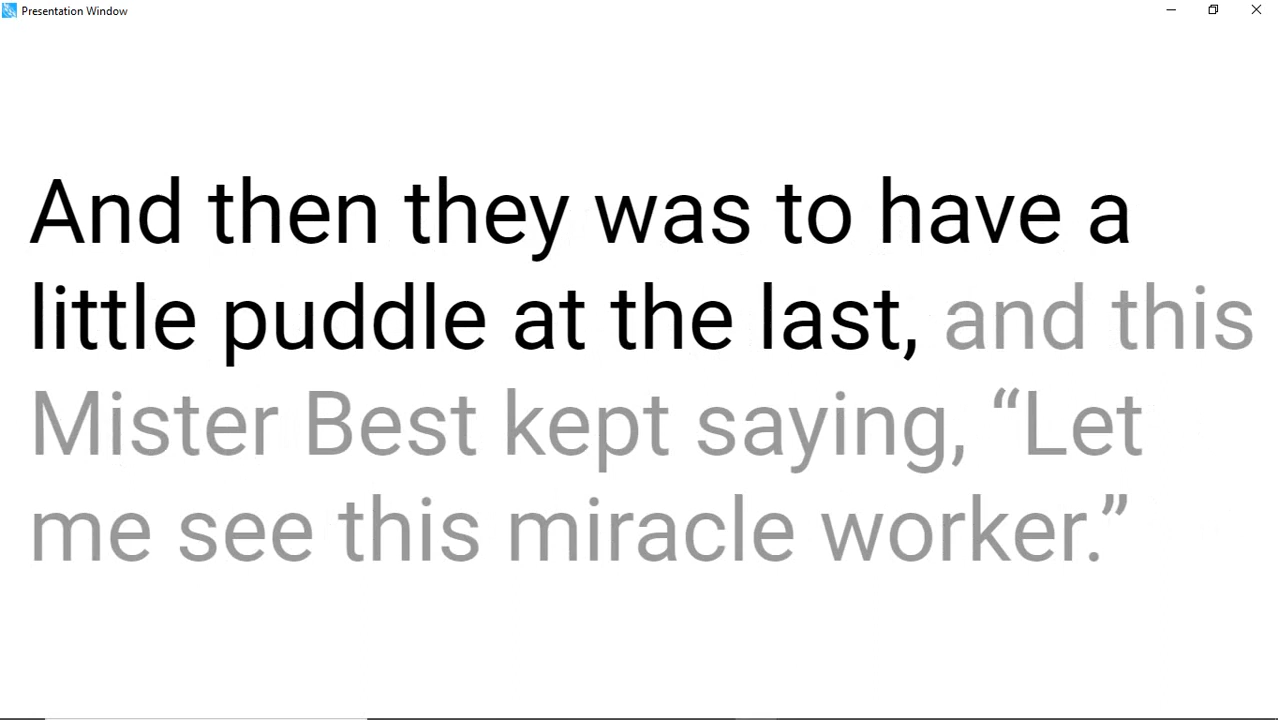 Presentation Window
And then they was to have a
little puddle at the last, and this
Mister Best kept saying, “Let
me see this miracle worker.”